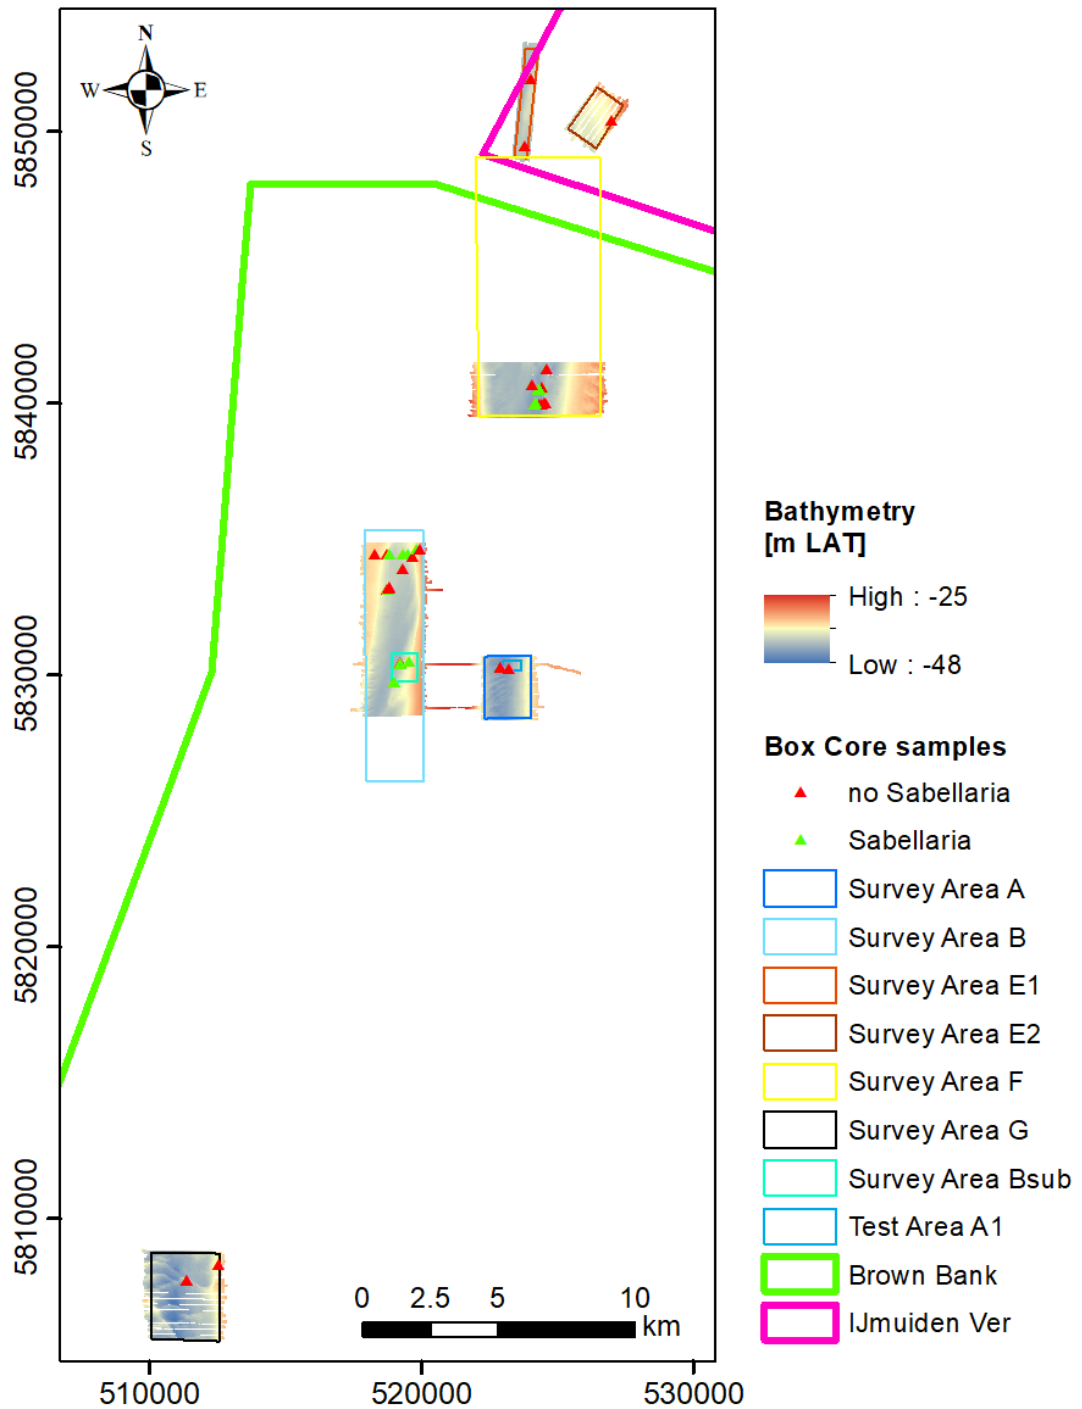 N
W E
S
5850000
5840000
5830000
5820000
5810000
510000
520000
530000
0 2.5 5 10
km
Bathymetry
[m LAT]
High : -25
Low : -48
Box Core samples
no Sabellaria
Sabellaria
Survey Area A
Survey Area B
Survey Area E1
Survey Area E2
Survey Area F
Survey Area G
Survey Area Bsub
Test Area A1
Brown Bank
IJmuiden Ver